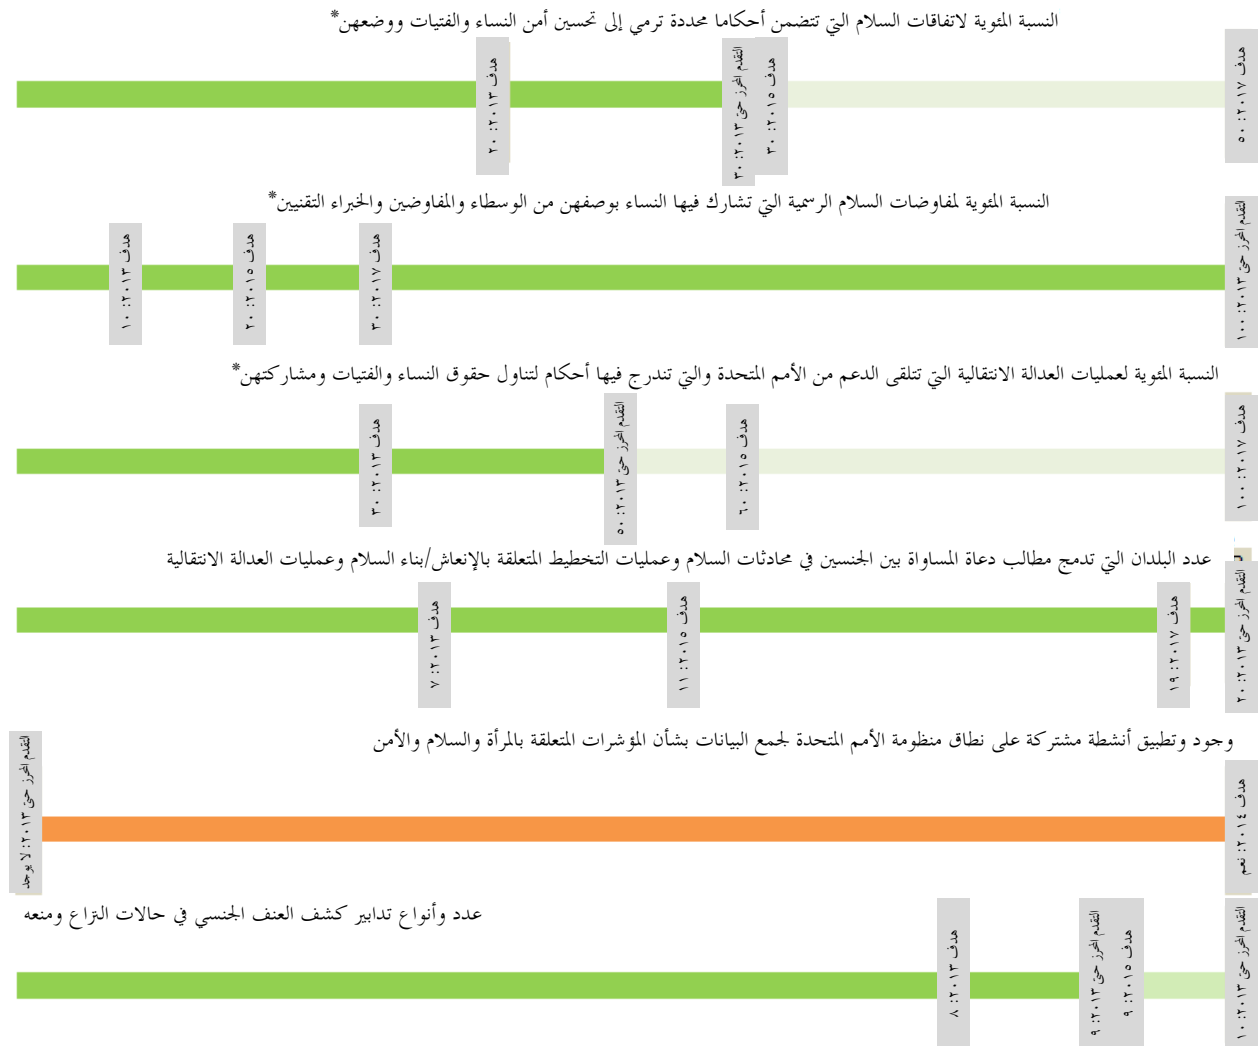 النسبة المئوية لاتفاقات السلام التي تتضمن أحكاما محددة ترمي إلى تحسين أمن النساء والفتيات ووضعهن*
هدف ٢٠١٣: ٢٠
التقدم المحرز حتى ٢٠١٣: ٣٠
هدف ٢٠١٥: ٣٠
هدف ٢٠١٧: ٥٠
النسبة المئوية لمفاوضات السلام الرسمية التي تشارك فيها النساء بوصفهن من الوسطاء والمفاوضين والخبراء التقنيين*
هدف ٢٠١٣: ١٠
هدف ٢٠١٥: ٢٠
هدف ٢٠١٧: ٣٠
التقدم المحرز حتى ٢٠١٣: ١٠٠
النسبة المئوية لعمليات العدالة الانتقالية التي تتلقى الدعم من الأمم المتحدة والتي تندرج فيها أحكام لتناول حقوق النساء والفتيات ومشاركتهن*
هدف ٢٠١٣: ٣٠
التقدم المحرز حتى ٢٠١٣: ٥٠
هدف ٢٠١٥: ٦٠
هدف ٢٠١٧: ١٠٠
عدد البلدان التي تدمج مطالب دعاة المساواة بين الجنسين في محادثات السلام وعمليات التخطيط المتعلقة بالإنعاش/بناء السلام وعمليات العدالة الانتقالية
هدف ٢٠١٣: ٧
هدف ٢٠١٥: ١١
هدف ٢٠١٧: ١٩
التقدم المحرز حتى ٢٠١٣: ٢٠
وجود وتطبيق أنشطة مشتركة على نطاق منظومة الأمم المتحدة لجمع البيانات بشأن المؤشرات المتعلقة بالمرأة والسلام والأمن
التقدم المحرز حتى ٢٠١٣: لا يوجد
هدف ٢٠١٤: نعم
عدد وأنواع تدابير كشف العنف الجنسي في حالات النزاع ومنعه
هدف ٢٠١٣: ٨
التقدم المحرز حتى ٢٠١٣: ٩
هدف ٢٠١٥: ٩
التقدم المحرز حتى ٢٠١٣: ١٠